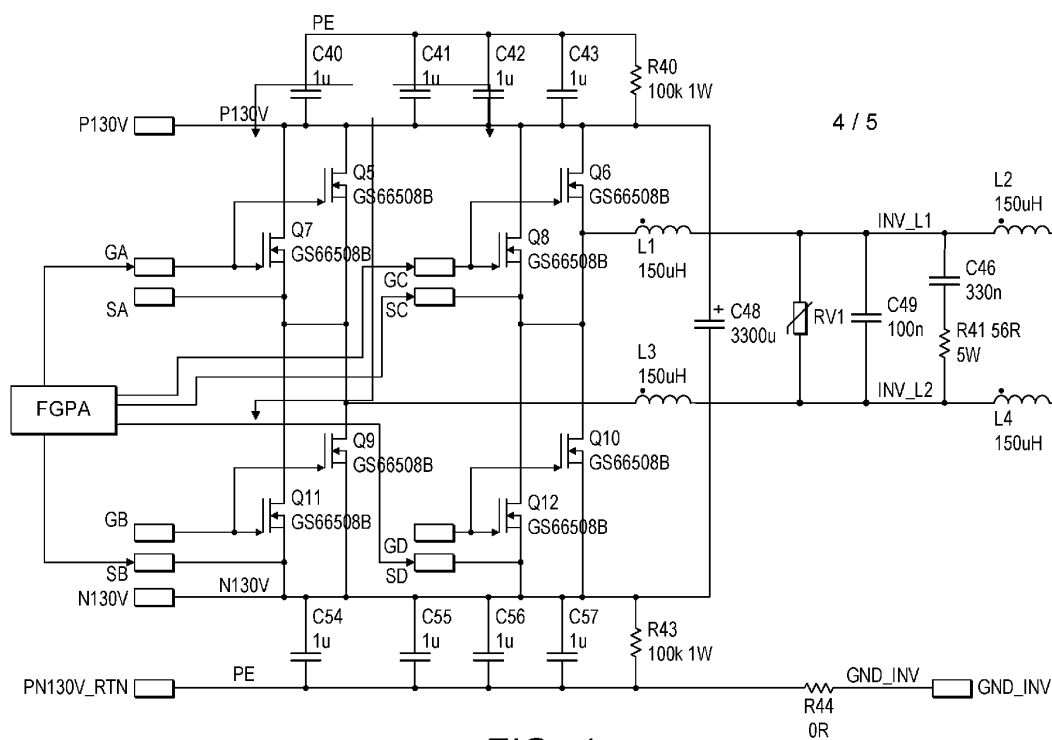 PE
C40
1u
C41
1u
C42
1u
C43
1u
R40
100k 1W
P130V
P130V
4 / 5
Q5
GS66508B
Q6
GS66508B
L2
150uH
Q7
GS66508B
Q8
GS66508B
L1
150uH
INV_L1
GA
SA
GC
SC
C46
330n
C48
3300u
RV1
C49
100n
R41 56R
5W
L3
150uH
INV_L2
FGPA
L4
150uH
Q9
GS66508B
Q10
GS66508B
Q11
GS66508B
Q12
GS66508B
GB
GD
SB
SD
N130V
N130V
C54
1u
C55
1u
C56
1u
C57
1u
R43
100k 1W
PN130V_RTN
PE
GND_INV
GND_INV
R44
0R